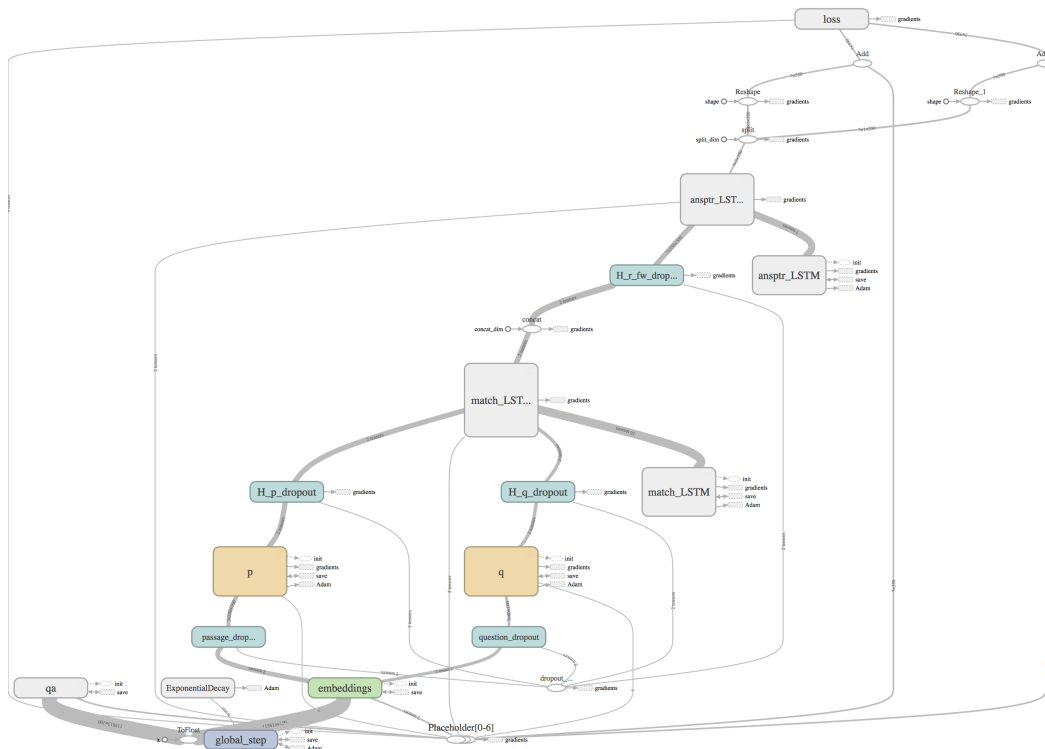 loss
gradients
Add
Ad
Reshape
shape
gradients
Reshape_1
shape
gradients
split
split_dim
gradients
ansptr_LST...
gradients
ansptr_LSTM
init
gradients
save
Adam
H_r_fw_drop...
gradients
concat
concat_dim
gradients
match_LST...
gradients
match_LSTM
init
gradients
save
Adam
H_p_dropout
gradients
H_q_dropout
gradients
p
init
gradients
save
Adam
q
init
gradients
save
Adam
passage_drop...
question_dropout
qa
init
save
ExponentialDecay
Adam
embeddings
init
save
dropout_...
gradients
ToFloat
x
global_step
init
save
Adam
Placeholder[0-6]
gradients